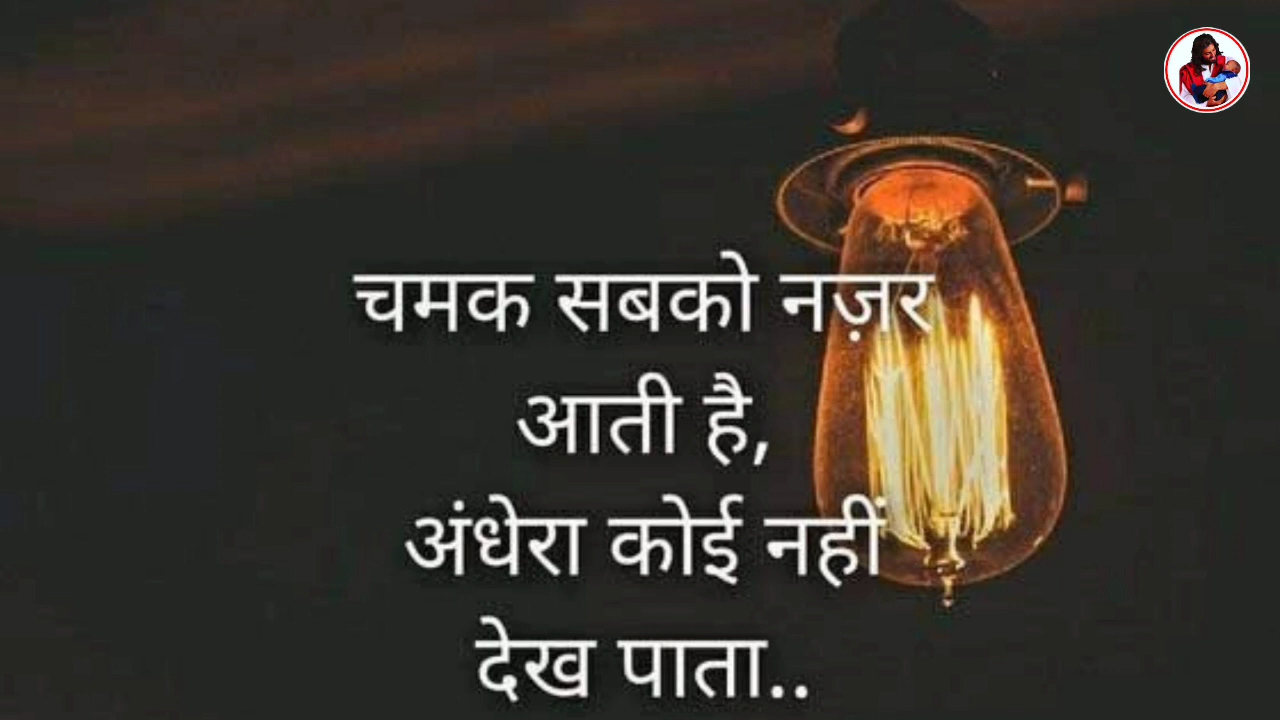 चमक सबको नज़र
आती है,
अंधेरा कोई नहीं
देख पाता..